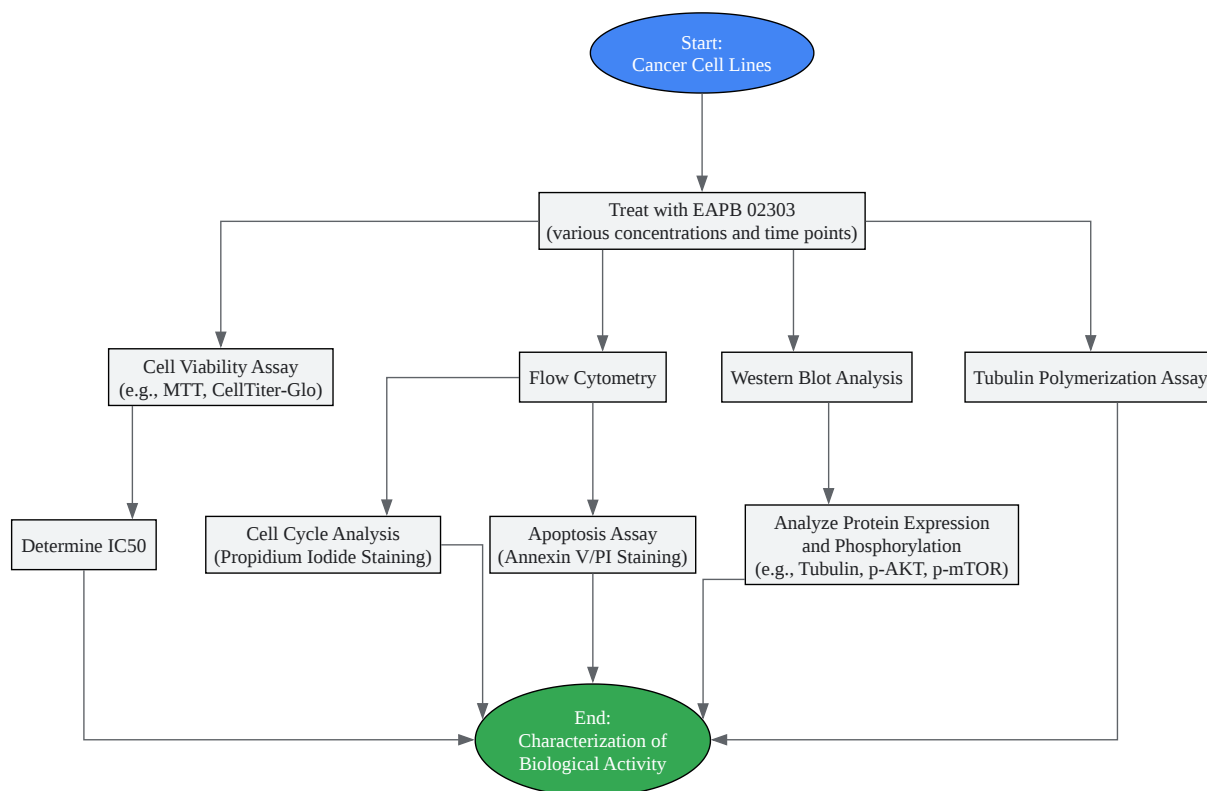 Start:
Cancer Cell Lines
Treat with EAPB 02303
(various concentrations and time points)
Cell Viability Assay
(e.g., MTT, CellTiter-Glo)
Flow Cytometry
Western Blot Analysis
Tubulin Polymerization Assay
Determine IC50
Cell Cycle Analysis
(Propidium Iodide Staining)
Apoptosis Assay
(Annexin V/PI Staining)
Analyze Protein Expression
and Phosphorylation
(e.g., Tubulin, p-AKT, p-mTOR)
End:
Characterization of
Biological Activity